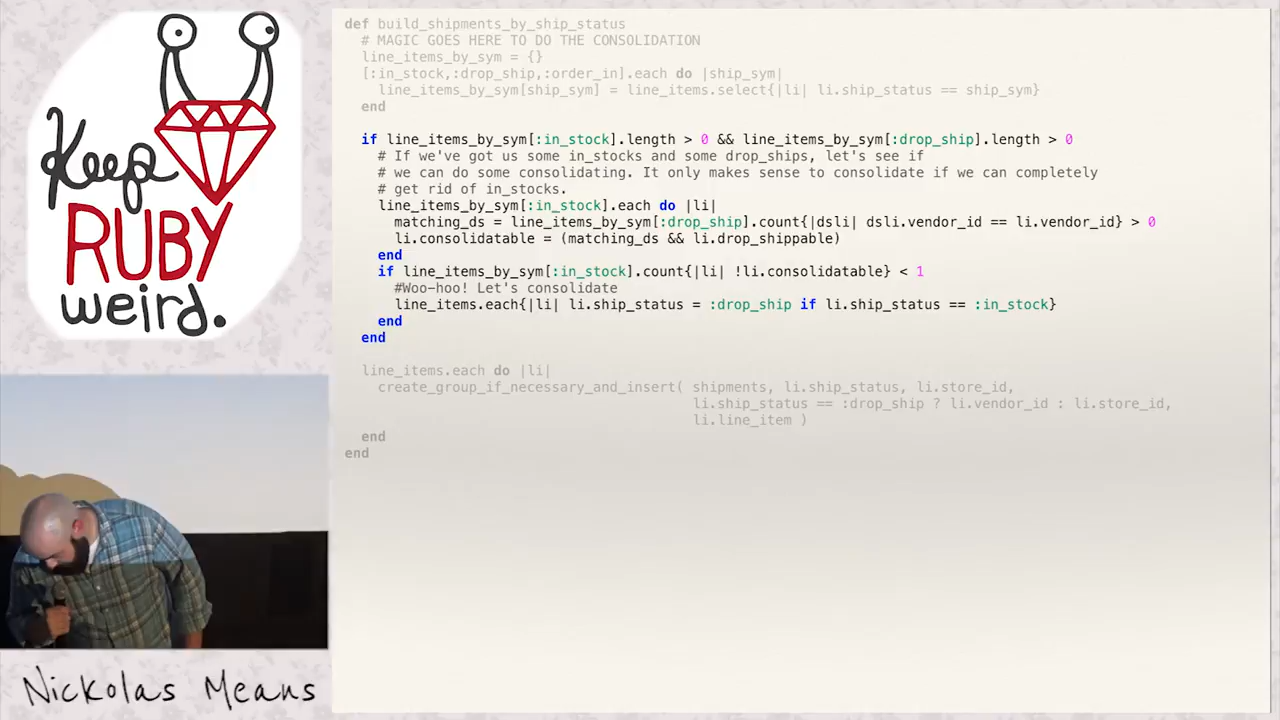 Keep
RUBY
weird.
Nickolas Means
def build_shipments_by_ship_status
# MAGIC GOES HERE TO DO THE CONSOLIDATION
line_items_by_sym = {}
[:in_stock,:drop_ship,:order_in].each do |ship_sym|
line_items_by_sym[ship_sym] = line_items.select{|li| li.ship_status == ship_sym}
end
if line_items_by_sym[:in_stock].length > 0 && line_items_by_sym[:drop_ship].length > 0
# If we've got us some in_stocks and some drop_ships, let's see if
# we can do some consolidating. It only makes sense to consolidate if we can completely
# get rid of in_stocks.
line_items_by_sym[:in_stock].each do |li|
matching_ds = line_items_by_sym[:drop_ship].count{|dsli| dsli.vendor_id == li.vendor_id} > 0
li.consolidatable = (matching_ds && li.drop_shippable)
end
if line_items_by_sym[:in_stock].count{|li| !li.consolidatable} < 1
#Woo-hoo! Let's consolidate
line_items.each{|li| li.ship_status = :drop_ship if li.ship_status == :in_stock}
end
end
line_items.each do |li|
create_group_if_necessary_and_insert( shipments, li.ship_status, li.store_id,
li.ship_status == :drop_ship ? li.vendor_id : li.store_id,
li.line_item )
end
end